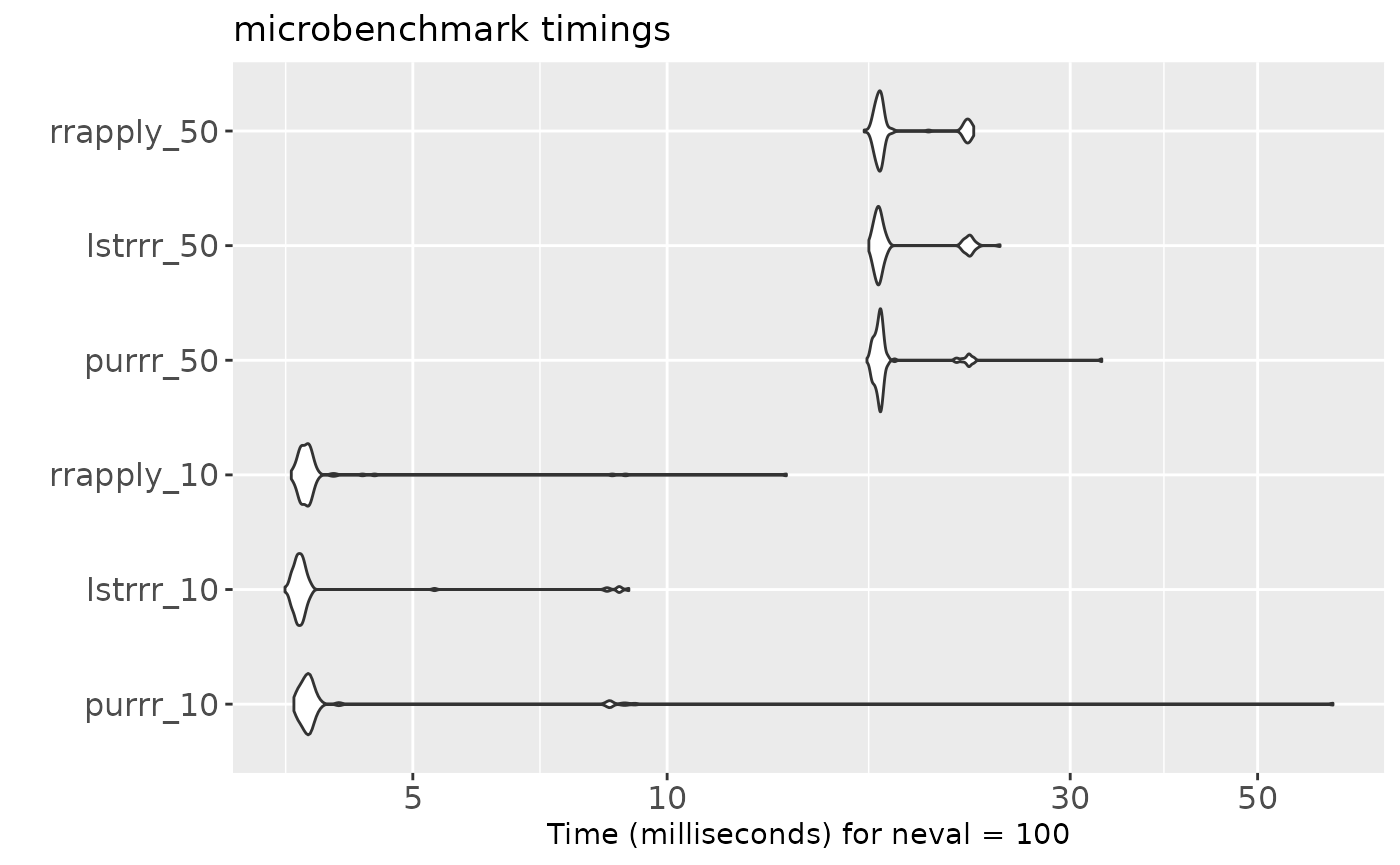 microbenchmark timings
rrapply_50
lstrrr_50
purrr_50
rrapply_10
lstrrr_10
purrr_10
5 10 30 50
Time (milliseconds) for neval = 100